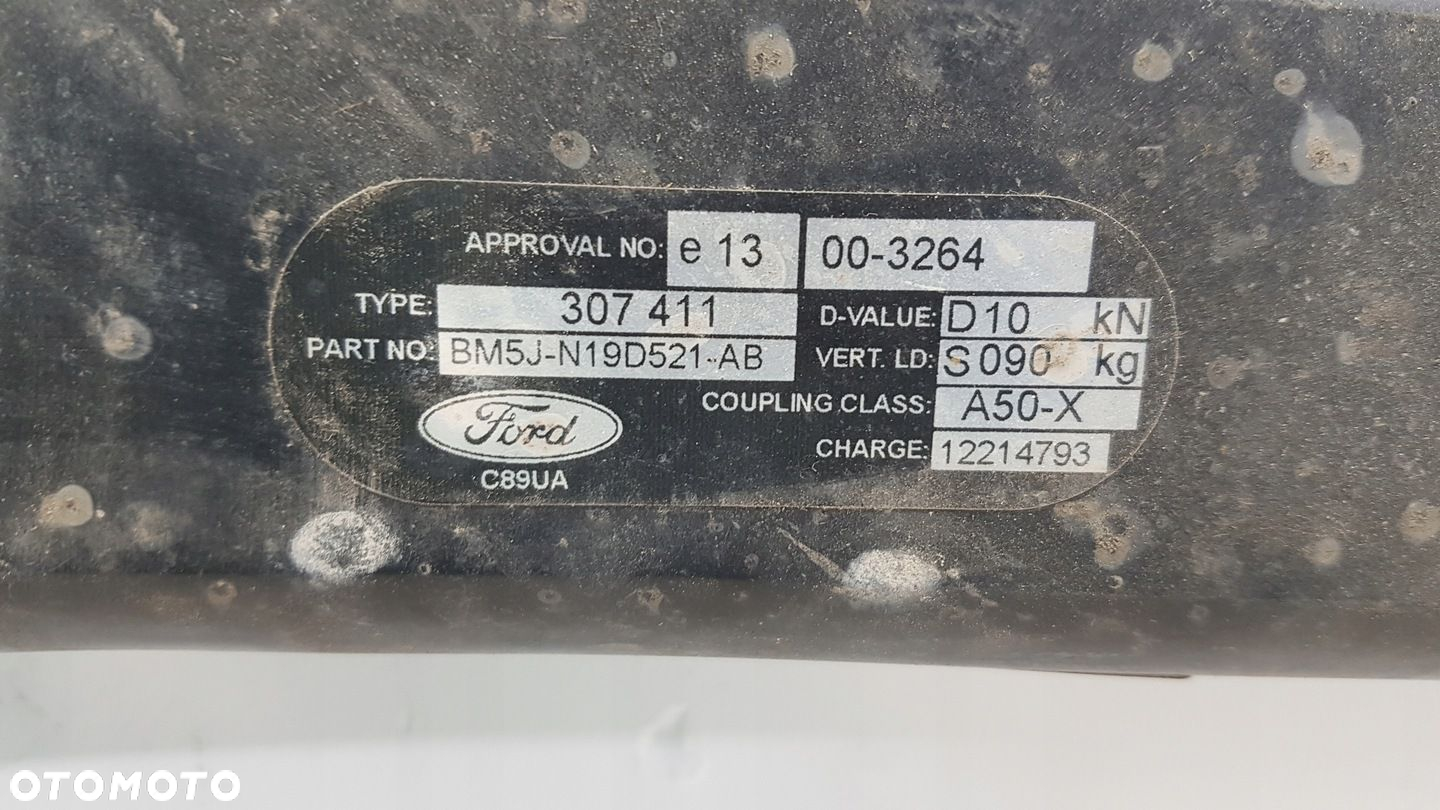 APPROVAL NO: e 13 00-3264
TYPE: 307 411 D-VALUE: D10 kN
PART NO: BM5J-N19D521-AB VERT. LD: S 090 kg
COUPLING CLASS: A50-X
Ford
CHARGE: 12214793
C89UA
OTOMOTO